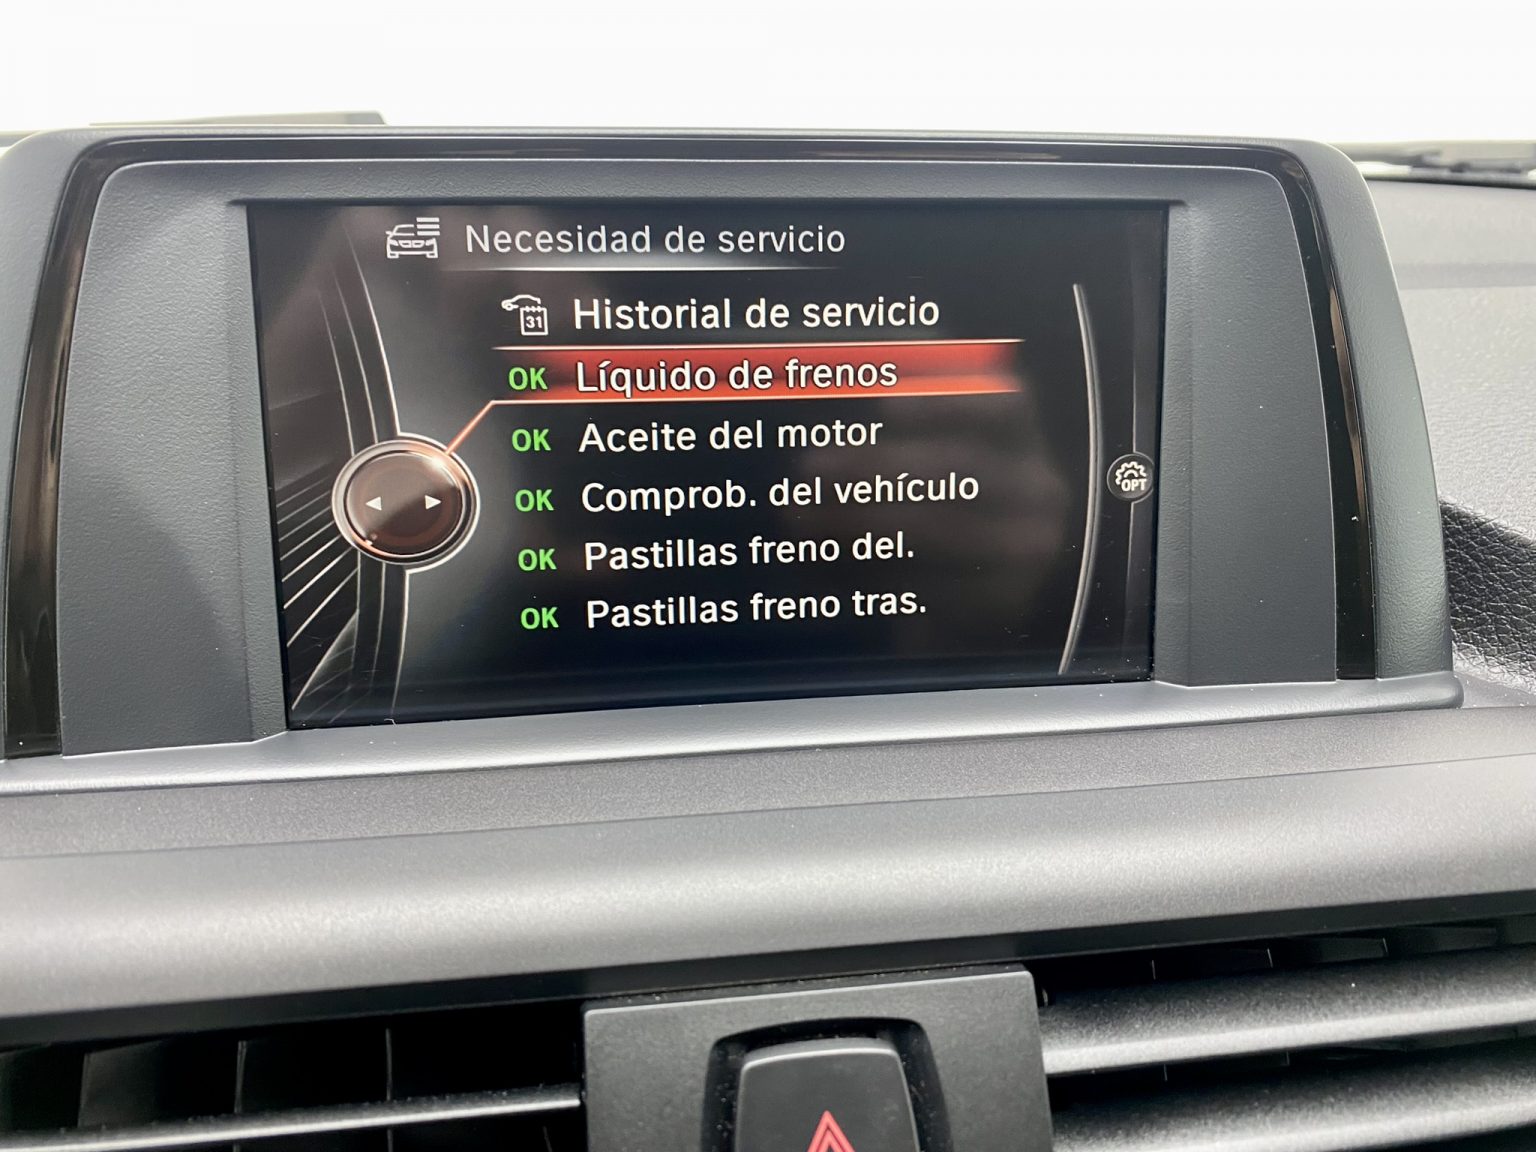 Necesidad de servicio
31 Historial de servicio
OK Líquido de frenos
OK Aceite del motor
OK Comprob. del vehículo
OPT
OK Pastillas freno del.
OK Pastillas freno tras.